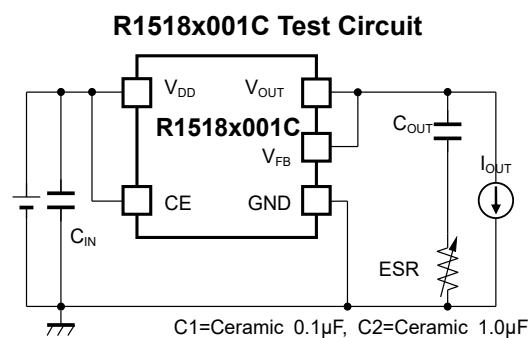 R1518x001C Test Circuit
VDD
VOUT
R1518x001C
COUT
VFB
IOUT
CE
GND
CIN
ESR
C1=Ceramic 0.1μF, C2=Ceramic 1.0μF